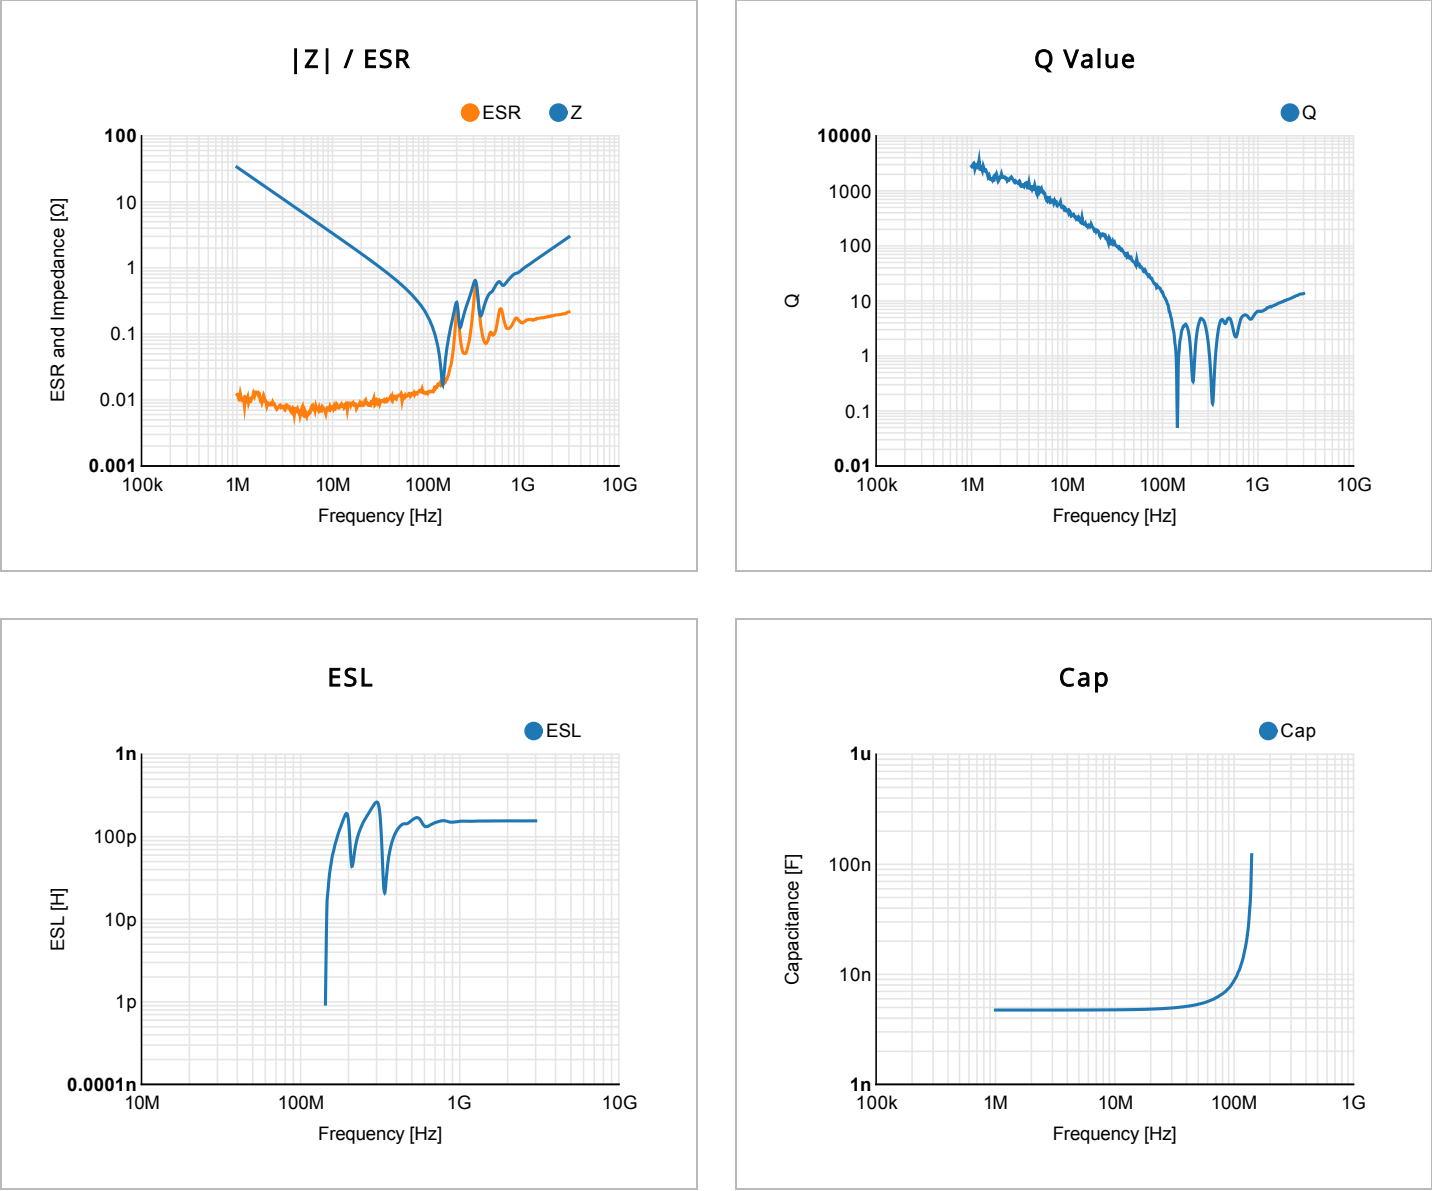 |Z| / ESR
ESR Z
100
10
1
0.1
0.01
0.001
ESR and Impedance [Ω]
100k 1M 10M 100M 1G 10G
Frequency [Hz]
Q Value
Q
10000
1000
100
10
1
0.1
0.01
Q
100k 1M 10M 100M 1G 10G
Frequency [Hz]
ESL
ESL
1n
100p
10p
1p
0.0001n
ESL [H]
10M 100M 1G 10G
Frequency [Hz]
Cap
Cap
1u
100n
10n
1n
Capacitance [F]
100k 1M 10M 100M 1G
Frequency [Hz]